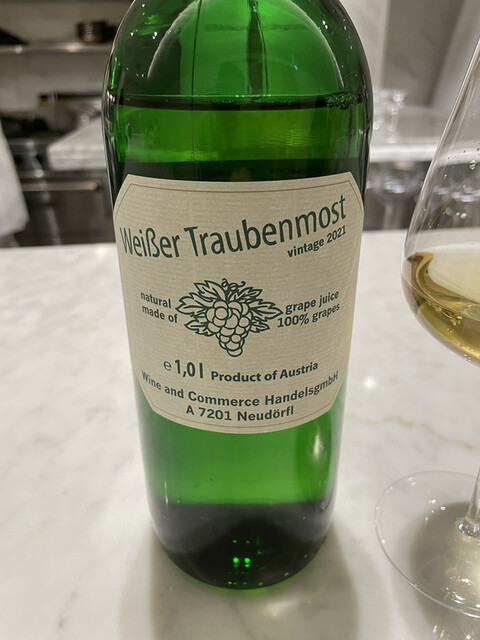 Weißer Traubenmost
vintage 2021
natural grape juice
made of 100% grapes
e 1,0 l Product of Austria
Wine and Commerce HandelsgmbH
A 7201 Neudörfl